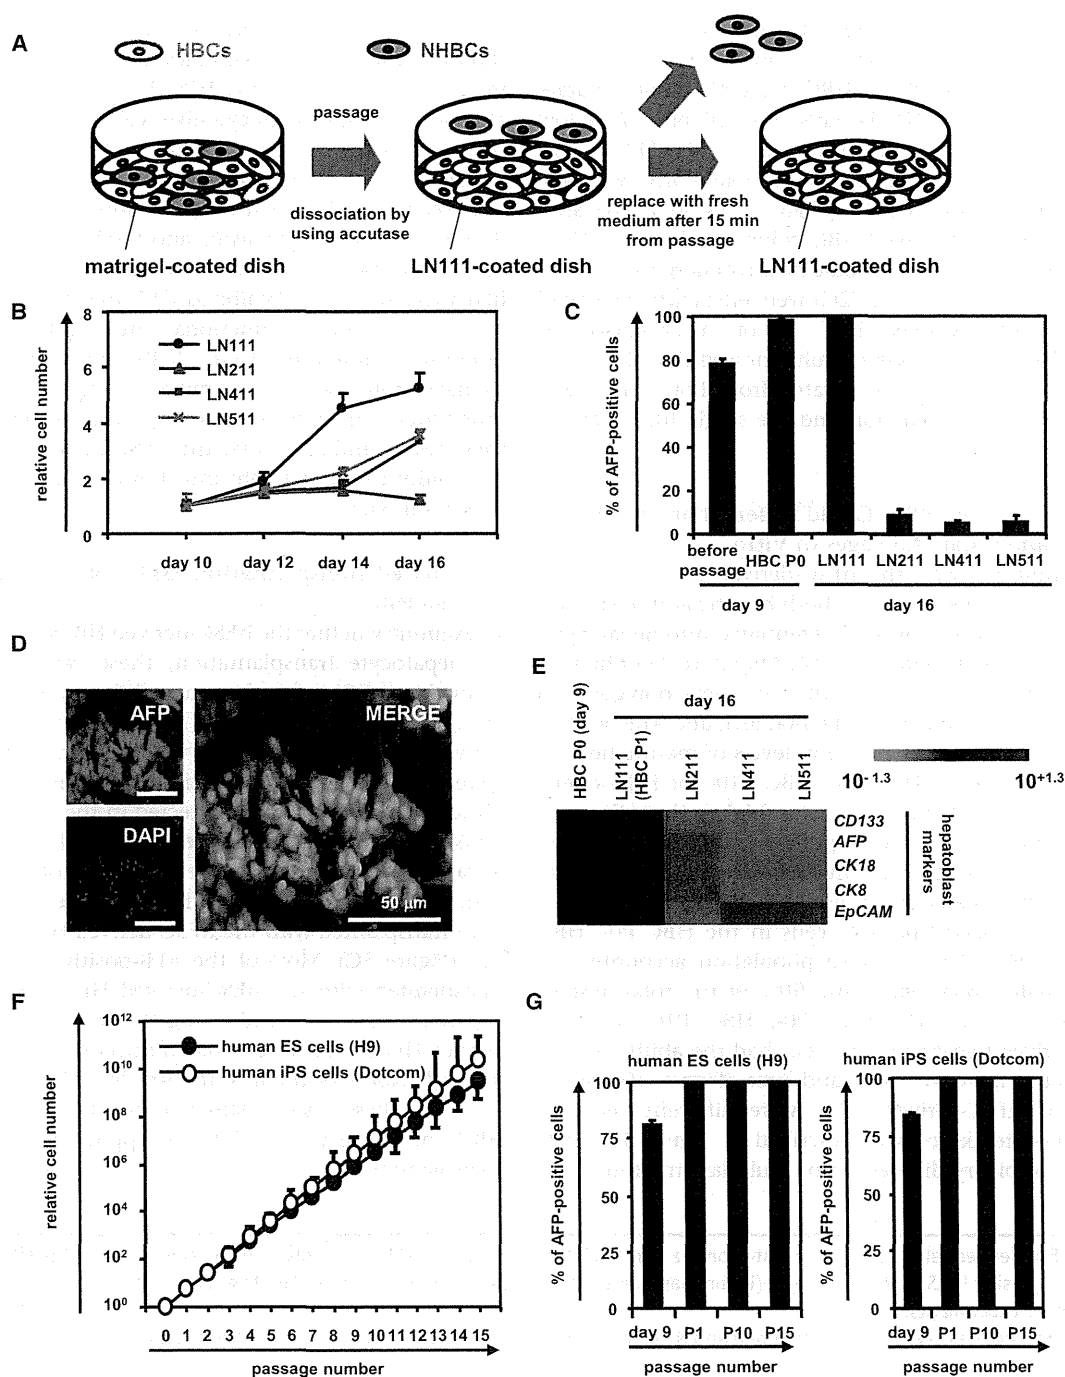 A
HBCs
NHBCs
passage
dissociation by
using accutase
replace with fresh
medium after 15 min
from passage
matrigel-coated dish
LN111-coated dish
LN111-coated dish
B
relative cell number
8
6
4
2
0
LN111
LN211
LN411
LN511
day 10
day 12
day 14
day 16
C
% of AFP-positive cells
100
80
60
40
20
0
before
passage
HBC P0
LN111
LN211
LN411
LN511
day 9
day 16
D
AFP
DAPI
MERGE
50 μm
E
day 16
HBC P0 (day 9)
LN111
(HBC P1)
LN211
LN411
LN511
10-1.3
10+1.3
CD133
AFP
CK18
CK8
EpCAM
hepatoblast
markers
F
relative cell number
10¹²
10¹⁰
10⁸
10⁶
10⁴
10²
10⁰
human ES cells (H9)
human iPS cells (Dotcom)
0 1 2 3 4 5 6 7 8 9 10 11 12 13 14 15
passage number
G
human ES cells (H9)
% of AFP-positive cells
100
75
50
25
0
day 9 P1 P10 P15
passage number
human iPS cells (Dotcom)
% of AFP-positive cells
100
75
50
25
0
day 9 P1 P10 P15
passage number